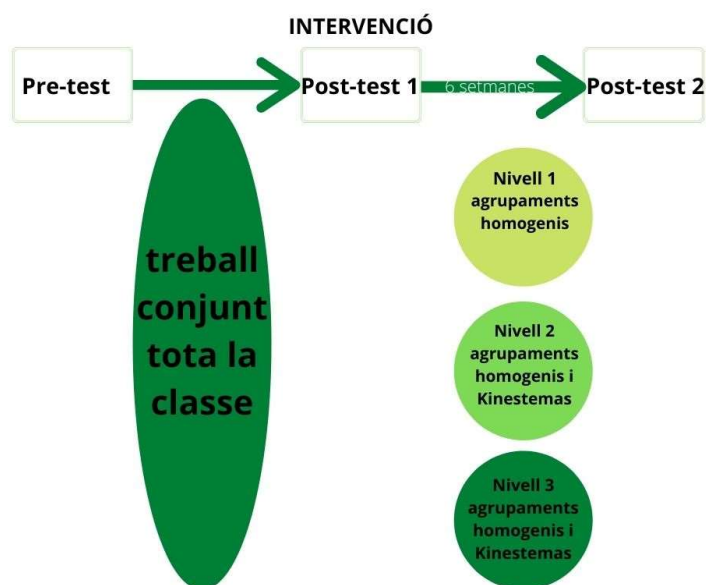 INTERVENCIÓ
Pre-test
Post-test 1
6 setmanes
Post-test 2
treball
conjunt
tota la
classe
Nivell 1
agrupaments
homogenis
Nivell 2
agrupaments
homogenis i
Kinestemas
Nivell 3
agrupaments
homogenis i
Kinestemas